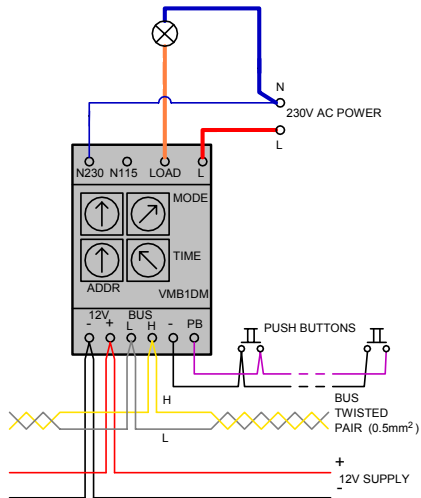 N
230V AC POWER
L
N230 N115 LOAD L
MODE
TIME
ADDR
VMB1DM
12V BUS
- + L H - PB
PUSH BUTTONS
H
L
BUS
TWISTED
PAIR (0.5mm²)
+
12V SUPPLY
-